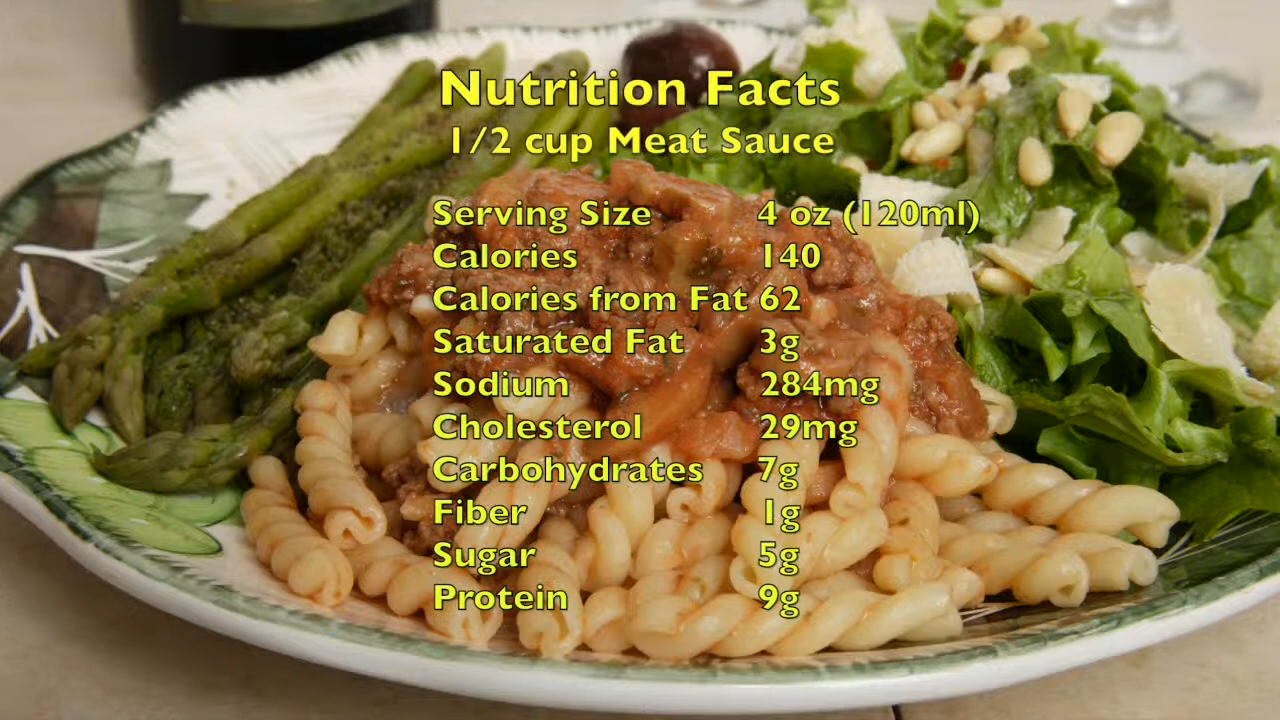 Nutrition Facts
1/2 cup Meat Sauce
Serving Size 4 oz (120ml)
Calories 140
Calories from Fat 62
Saturated Fat 3g
Sodium 284mg
Cholesterol 29mg
Carbohydrates 7g
Fiber 1g
Sugar 5g
Protein 9g